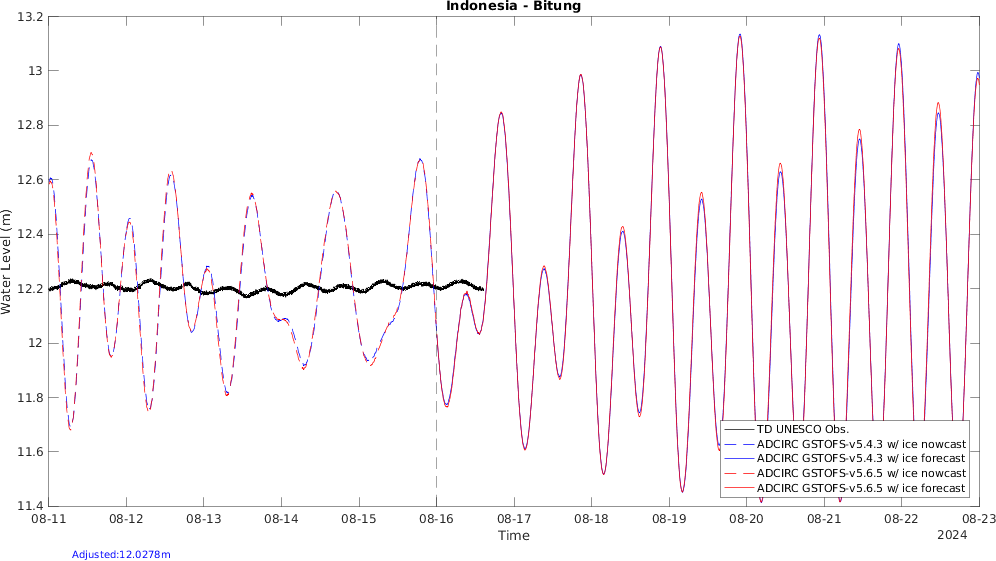 Indonesia - Bitung
13.2
13
12.8
12.6
12.4
12.2
12
11.8
11.6
11.4
Water Level (m)
TD UNESCO Obs.
ADCIRC GSTOFS-v5.4.3 w/ ice nowcast
ADCIRC GSTOFS-v5.4.3 w/ ice forecast
ADCIRC GSTOFS-v5.6.5 w/ ice nowcast
ADCIRC GSTOFS-v5.6.5 w/ ice forecast
08-11 08-12 08-13 08-14 08-15 08-16 08-17 08-18 08-19 08-20 08-21 08-22 08-23
Time
2024
Adjusted:12.0278m